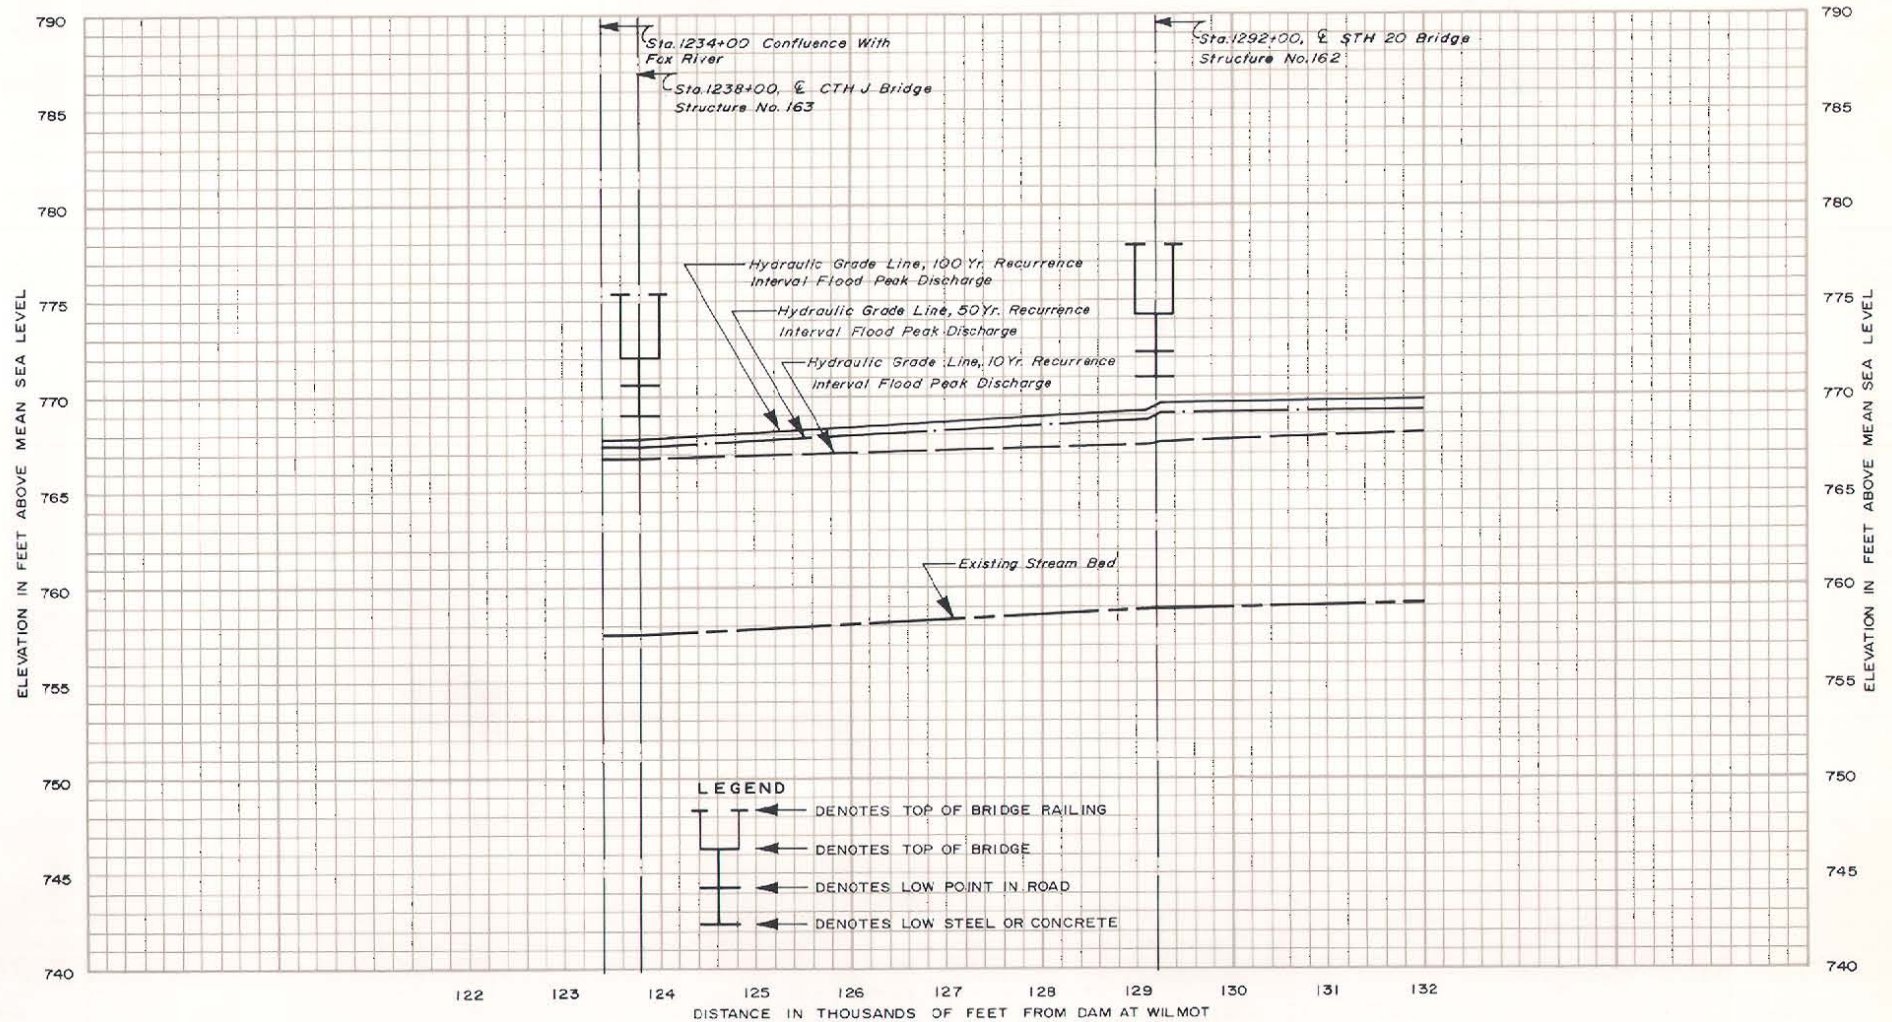 790
785
780
775
770
765
760
755
750
745
740
ELEVATION IN FEET ABOVE MEAN SEA LEVEL
Sta.1234+00 Confluence With
Fox River
Sta.1238+00, ℄ CTH J Bridge
Structure No. 163
Sta.1292+00, ℄ STH 20 Bridge
Structure No.162
Hydraulic Grade Line, 100 Yr. Recurrence
Interval Flood Peak Discharge
Hydraulic Grade Line, 50 Yr. Recurrence
Interval Flood Peak Discharge
Hydraulic Grade Line, 10 Yr. Recurrence
Interval Flood Peak Discharge
Existing Stream Bed
LEGEND
DENOTES TOP OF BRIDGE RAILING
DENOTES TOP OF BRIDGE
DENOTES LOW POINT IN ROAD
DENOTES LOW STEEL OR CONCRETE
790
785
780
775
770
765
760
755
750
745
740
ELEVATION IN FEET ABOVE MEAN SEA LEVEL
122 123 124 125 126 127 128 129 130 131 132
DISTANCE IN THOUSANDS OF FEET FROM DAM AT WILMOT